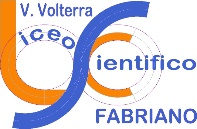 V. Volterra
Liceo
Scientifico
FABRIANO